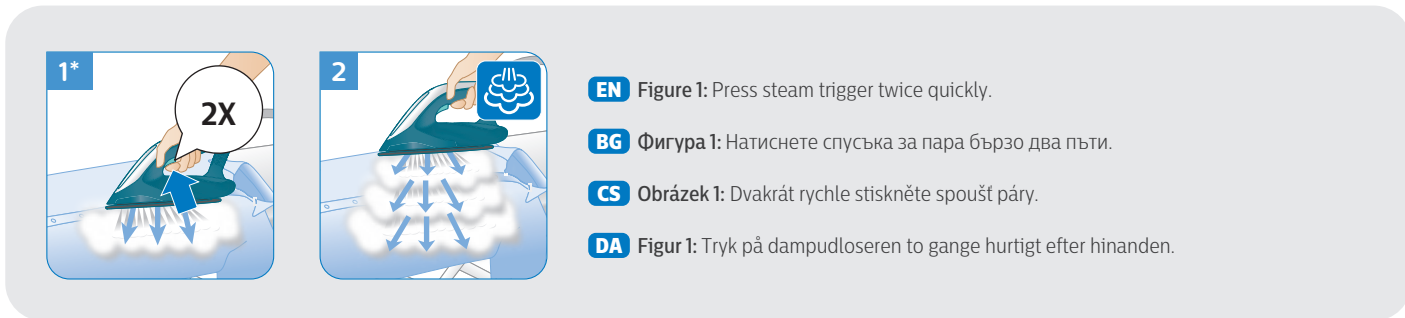 1*
2X
2
EN Figure 1: Press steam trigger twice quickly.
BG Фигура 1: Натиснете спусъка за пара бързо два пъти.
CS Obrázek 1: Dvakrát rychle stiskněte spoušť páry.
DA Figur 1: Tryk på dampudloseren to gange hurtigt efter hinanden.